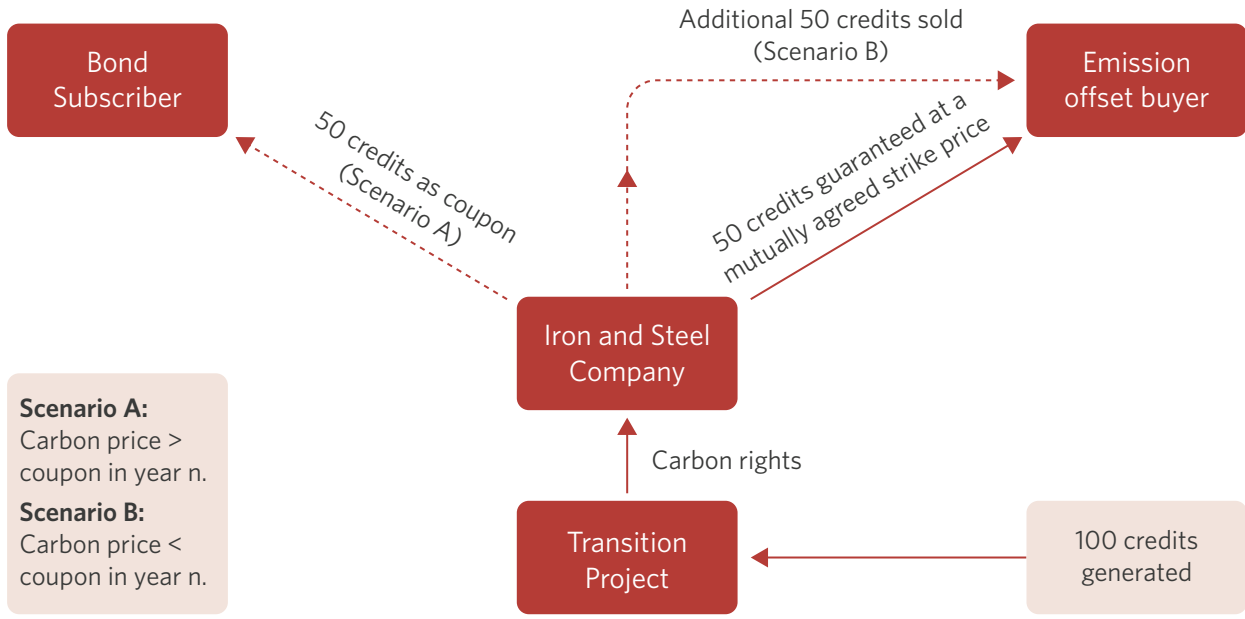 Additional 50 credits sold
(Scenario B)
Bond
Subscriber
Emission
offset buyer
50 credits as coupon
(Scenario A)
50 credits guaranteed at a
mutually agreed strike price
Iron and Steel
Company
Scenario A:
Carbon price >
coupon in year n.
Scenario B:
Carbon price <
coupon in year n.
Carbon rights
Transition
Project
100 credits
generated